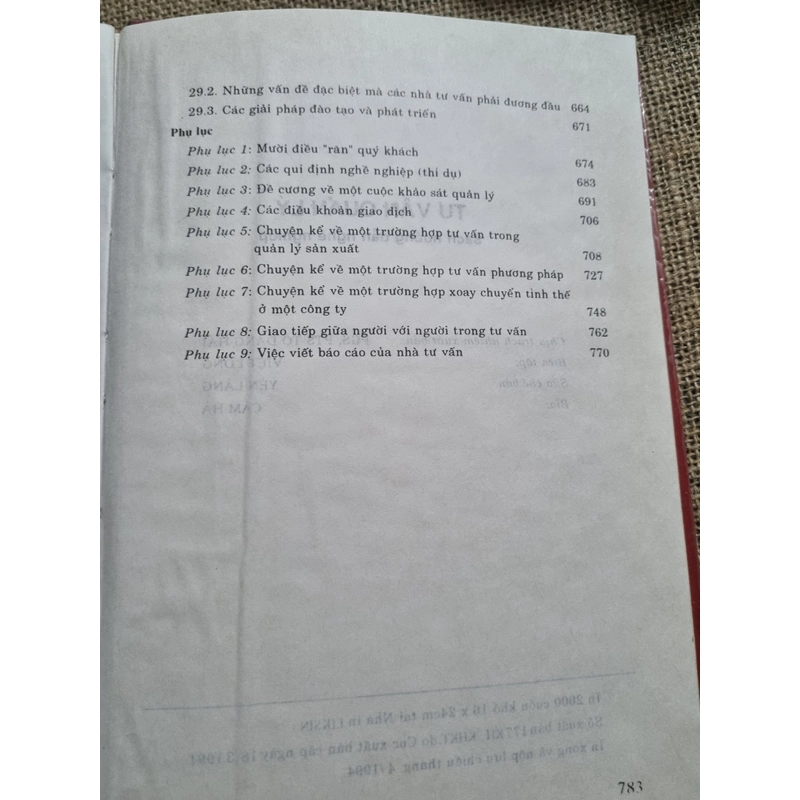 29.2. Những vấn đề đặc biệt mà các nhà tư vấn phải đương đầu 664
29.3. Các giải pháp đào tạo và phát triển 671
Phụ lục
Phụ lục 1: Mười điều "răn" quý khách 674
Phụ lục 2: Các qui định nghề nghiệp (thí dụ) 683
Phụ lục 3: Đề cương về một cuộc khảo sát quản lý 691
Phụ lục 4: Các điều khoản giao dịch 706
Phụ lục 5: Chuyện kể về một trường hợp tư vấn trong
quản lý sản xuất 708
Phụ lục 6: Chuyện kể về một trường hợp tư vấn phương pháp 727
Phụ lục 7: Chuyện kể về một trường hợp xoay chuyển tình thế
ở một công ty 748
Phụ lục 8: Giao tiếp giữa người với người trong tư vấn 762
Phụ lục 9: Việc viết báo cáo của nhà tư vấn 770
783